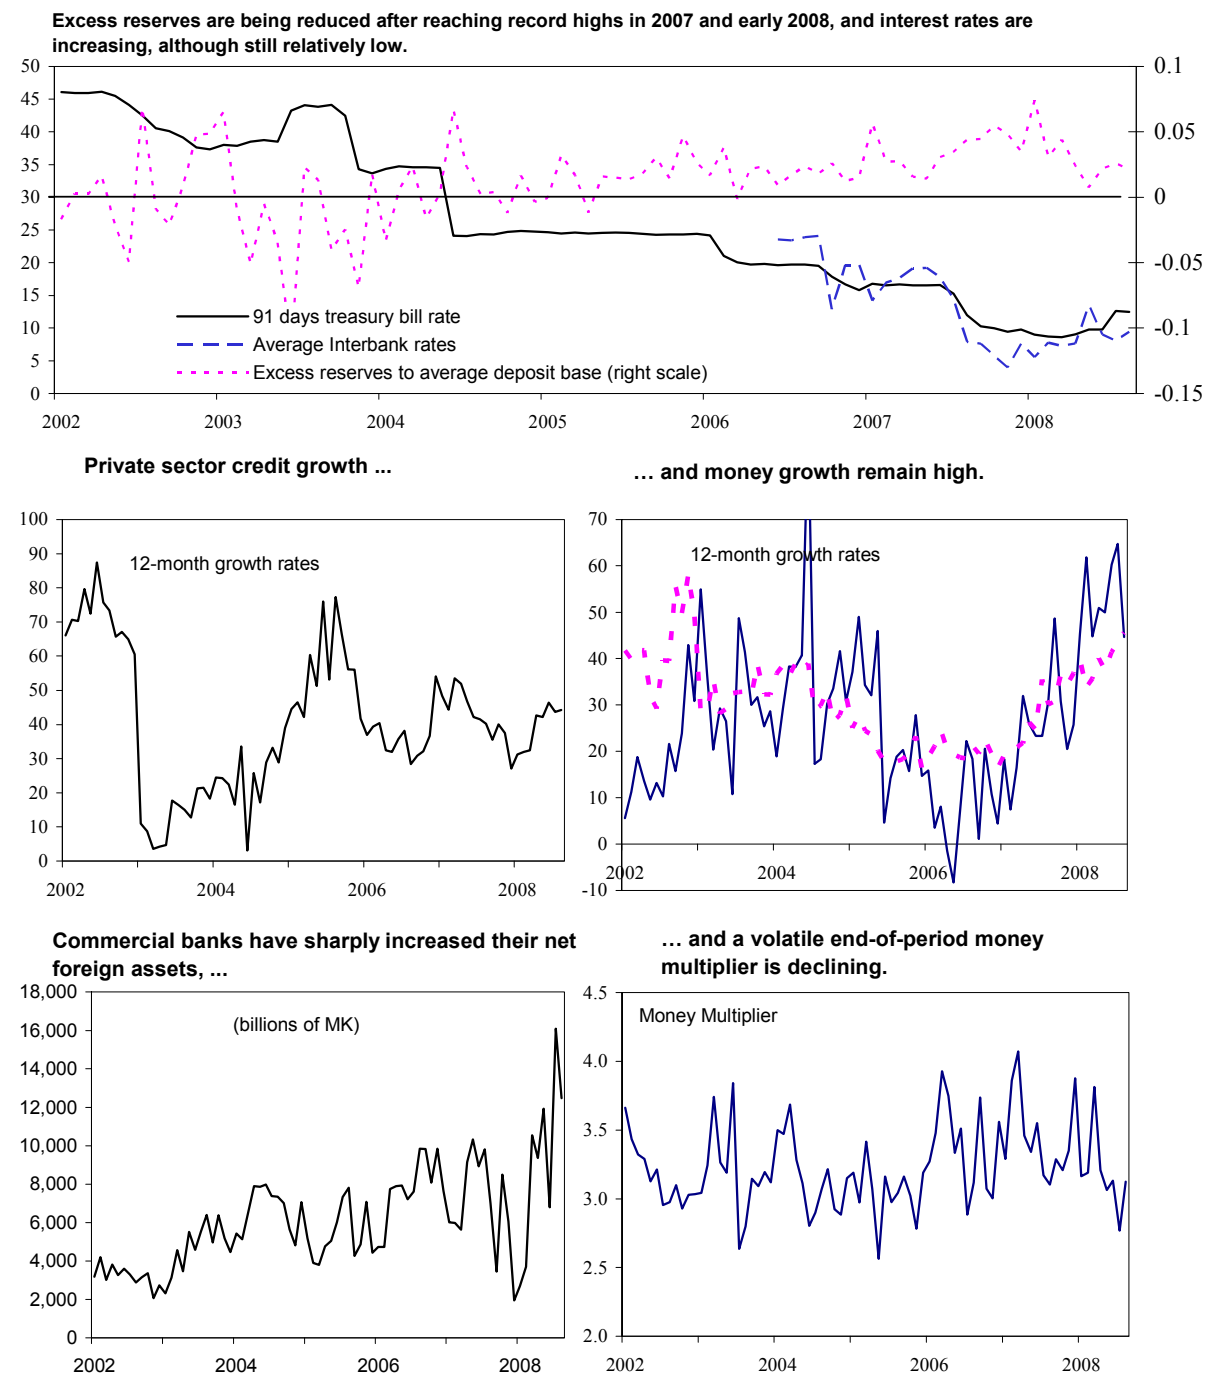 Excess reserves are being reduced after reaching record highs in 2007 and early 2008, and interest rates are
increasing, although still relatively low.
50
45
40
35
30
25
20
15
10
5
0
0.1
0.05
0
-0.05
-0.1
-0.15
91 days treasury bill rate
Average Interbank rates
Excess reserves to average deposit base (right scale)
2002 2003 2004 2005 2006 2007 2008
Private sector credit growth ...
100
90
80
70
60
50
40
30
20
10
0
12-month growth rates
2002 2004 2006 2008
… and money growth remain high.
70
60
50
40
30
20
10
0
-10
12-month growth rates
2002 2004 2006 2008
Commercial banks have sharply increased their net
foreign assets, ...
18,000
16,000
14,000
12,000
10,000
8,000
6,000
4,000
2,000
0
(billions of MK)
2002 2004 2006 2008
… and a volatile end-of-period money
multiplier is declining.
4.5
4.0
3.5
3.0
2.5
2.0
Money Multiplier
2002 2004 2006 2008